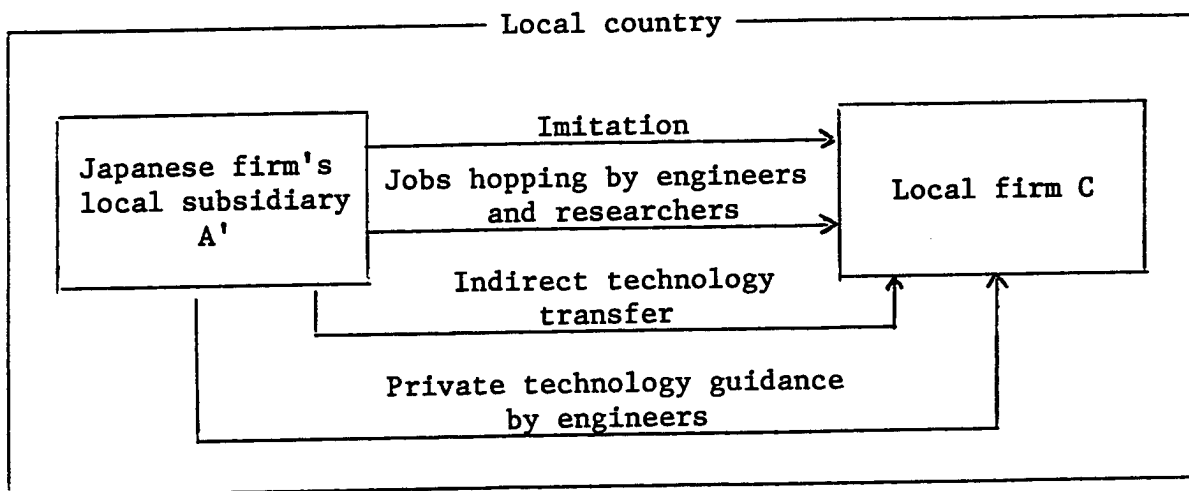 Local country
Japanese firm's
local subsidiary
A'
Imitation
Jobs hopping by engineers
and researchers
Local firm C
Indirect technology
transfer
Private technology guidance
by engineers